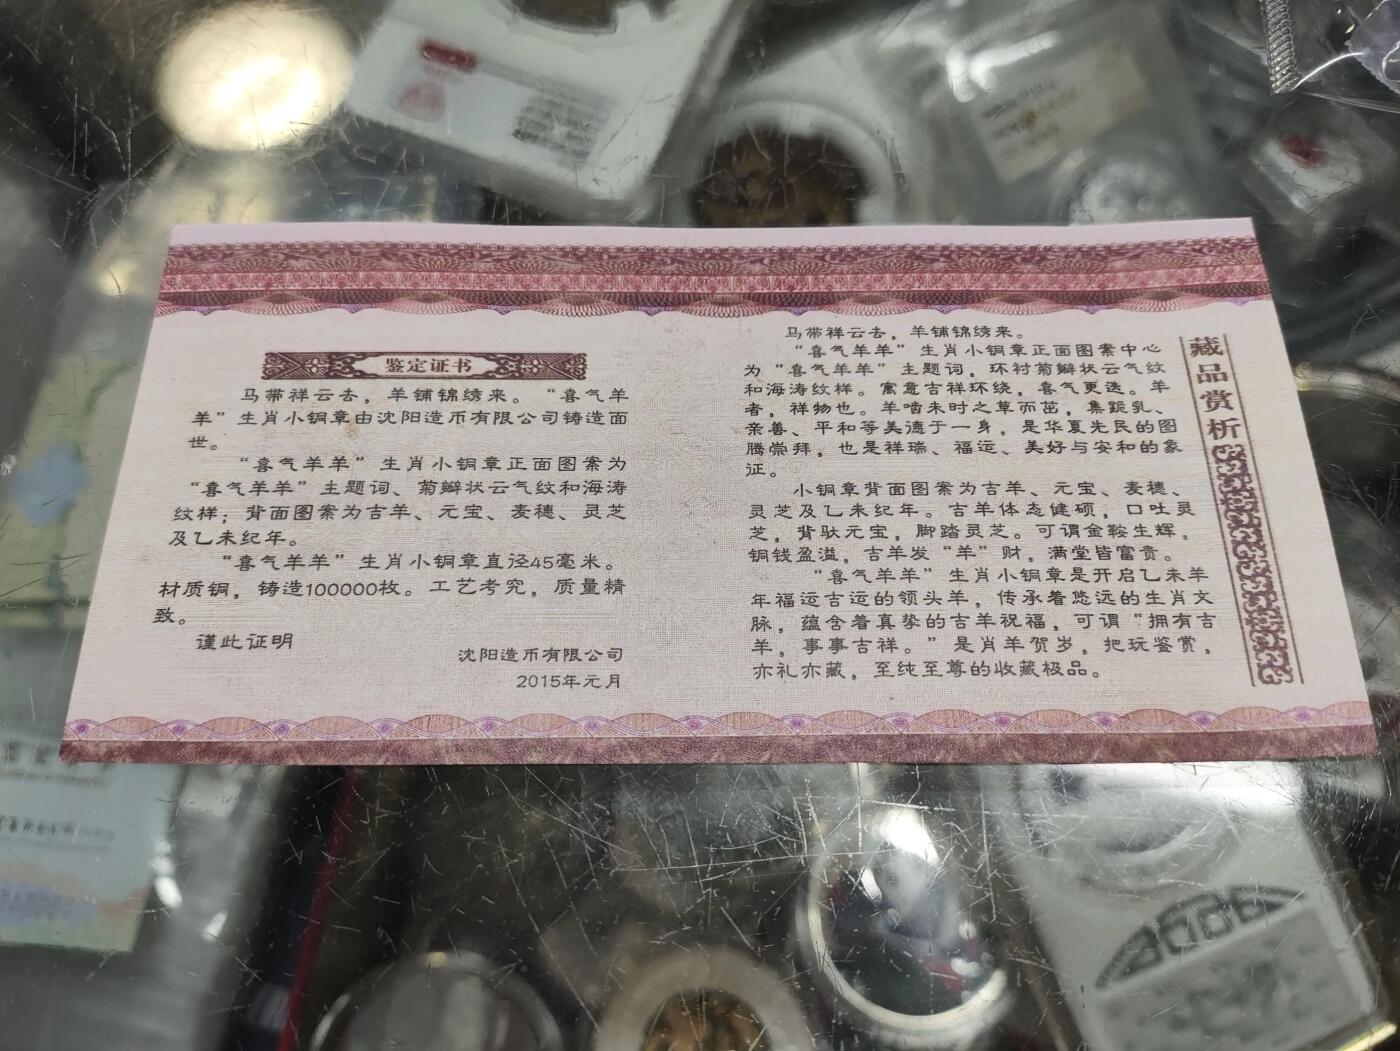 鉴定证书
马带祥云去，羊铺锦绣来。“喜气羊
羊”生肖小铜章由沈阳造币有限公司铸造面
世。
“喜气羊羊”生肖小铜章正面图案为
“喜气羊羊”主题词、菊瓣状云气纹和海涛
纹样；背面图案为吉羊、元宝、麦穗、灵芝
及乙未纪年。
“喜气羊羊”生肖小铜章直径45毫米。
材质铜，铸造100000枚。工艺考究，质量精
致。
谨此证明
沈阳造币有限公司
2015年元月
藏品赏析
马带祥云去，羊铺锦绣来。
“喜气羊羊”生肖小铜章正面图案中心
为“喜气羊羊”主题词，环衬菊瓣状云气纹
和海涛纹样。寓意吉祥环绕，喜气更迭。羊
者，祥物也。羊啃未时之草而茁，集跪乳、
亲善、平和等美德于一身，是华夏先民的图
腾崇拜，也是祥瑞、福运、美好与安和的象
征。
小铜章背面图案为吉羊、元宝、麦穗、
灵芝及乙未纪年。吉羊体态健硕，口吐灵
芝，背驮元宝，脚踏灵芝。可谓金鞍生辉，
铜钱盈溢，吉羊发“羊”财，满堂皆富贵。
“喜气羊羊”生肖小铜章是开启乙未羊
年福运吉运的领头羊，传承着悠远的生肖文
脉，蕴含着真挚的吉羊祝福，可谓“拥有吉
羊，事事吉祥。”是肖羊贺岁，把玩鉴赏，
亦礼亦藏，至纯至尊的收藏极品。